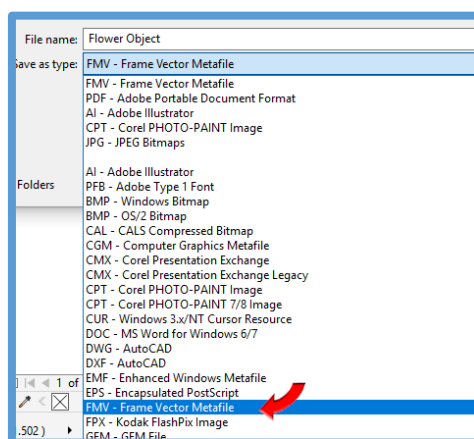 File name: Flower Object
Save as type: FMV - Frame Vector Metafile
FMV - Frame Vector Metafile
PDF - Adobe Portable Document Format
AI - Adobe Illustrator
CPT - Corel PHOTO-PAINT Image
JPG - JPEG Bitmaps
AI - Adobe Illustrator
Folders
PFB - Adobe Type 1 Font
BMP - Windows Bitmap
BMP - OS/2 Bitmap
CAL - CALS Compressed Bitmap
CGM - Computer Graphics Metafile
CMX - Corel Presentation Exchange
CMX - Corel Presentation Exchange Legacy
CPT - Corel PHOTO-PAINT Image
CPT - Corel PHOTO-PAINT 7/8 Image
CUR - Windows 3.x/NT Cursor Resource
DOC - MS Word for Windows 6/7
DWG - AutoCAD
DXF - AutoCAD
EMF - Enhanced Windows Metafile
1 of
EPS - Encapsulated PostScript
FMV - Frame Vector Metafile
FPX - Kodak FlashPix Image
.502 )
GEM - GEM File